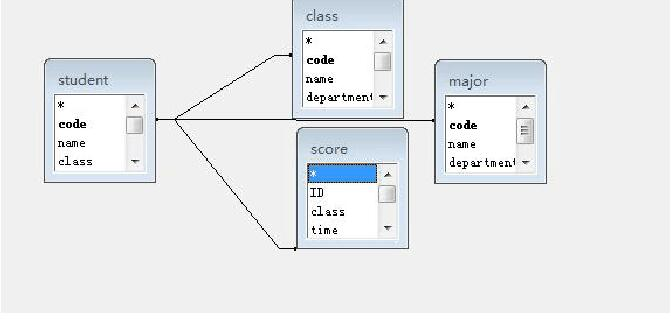 class
*
code
name
department
student
*
code
name
class
major
*
code
name
department
score
*
ID
class
time